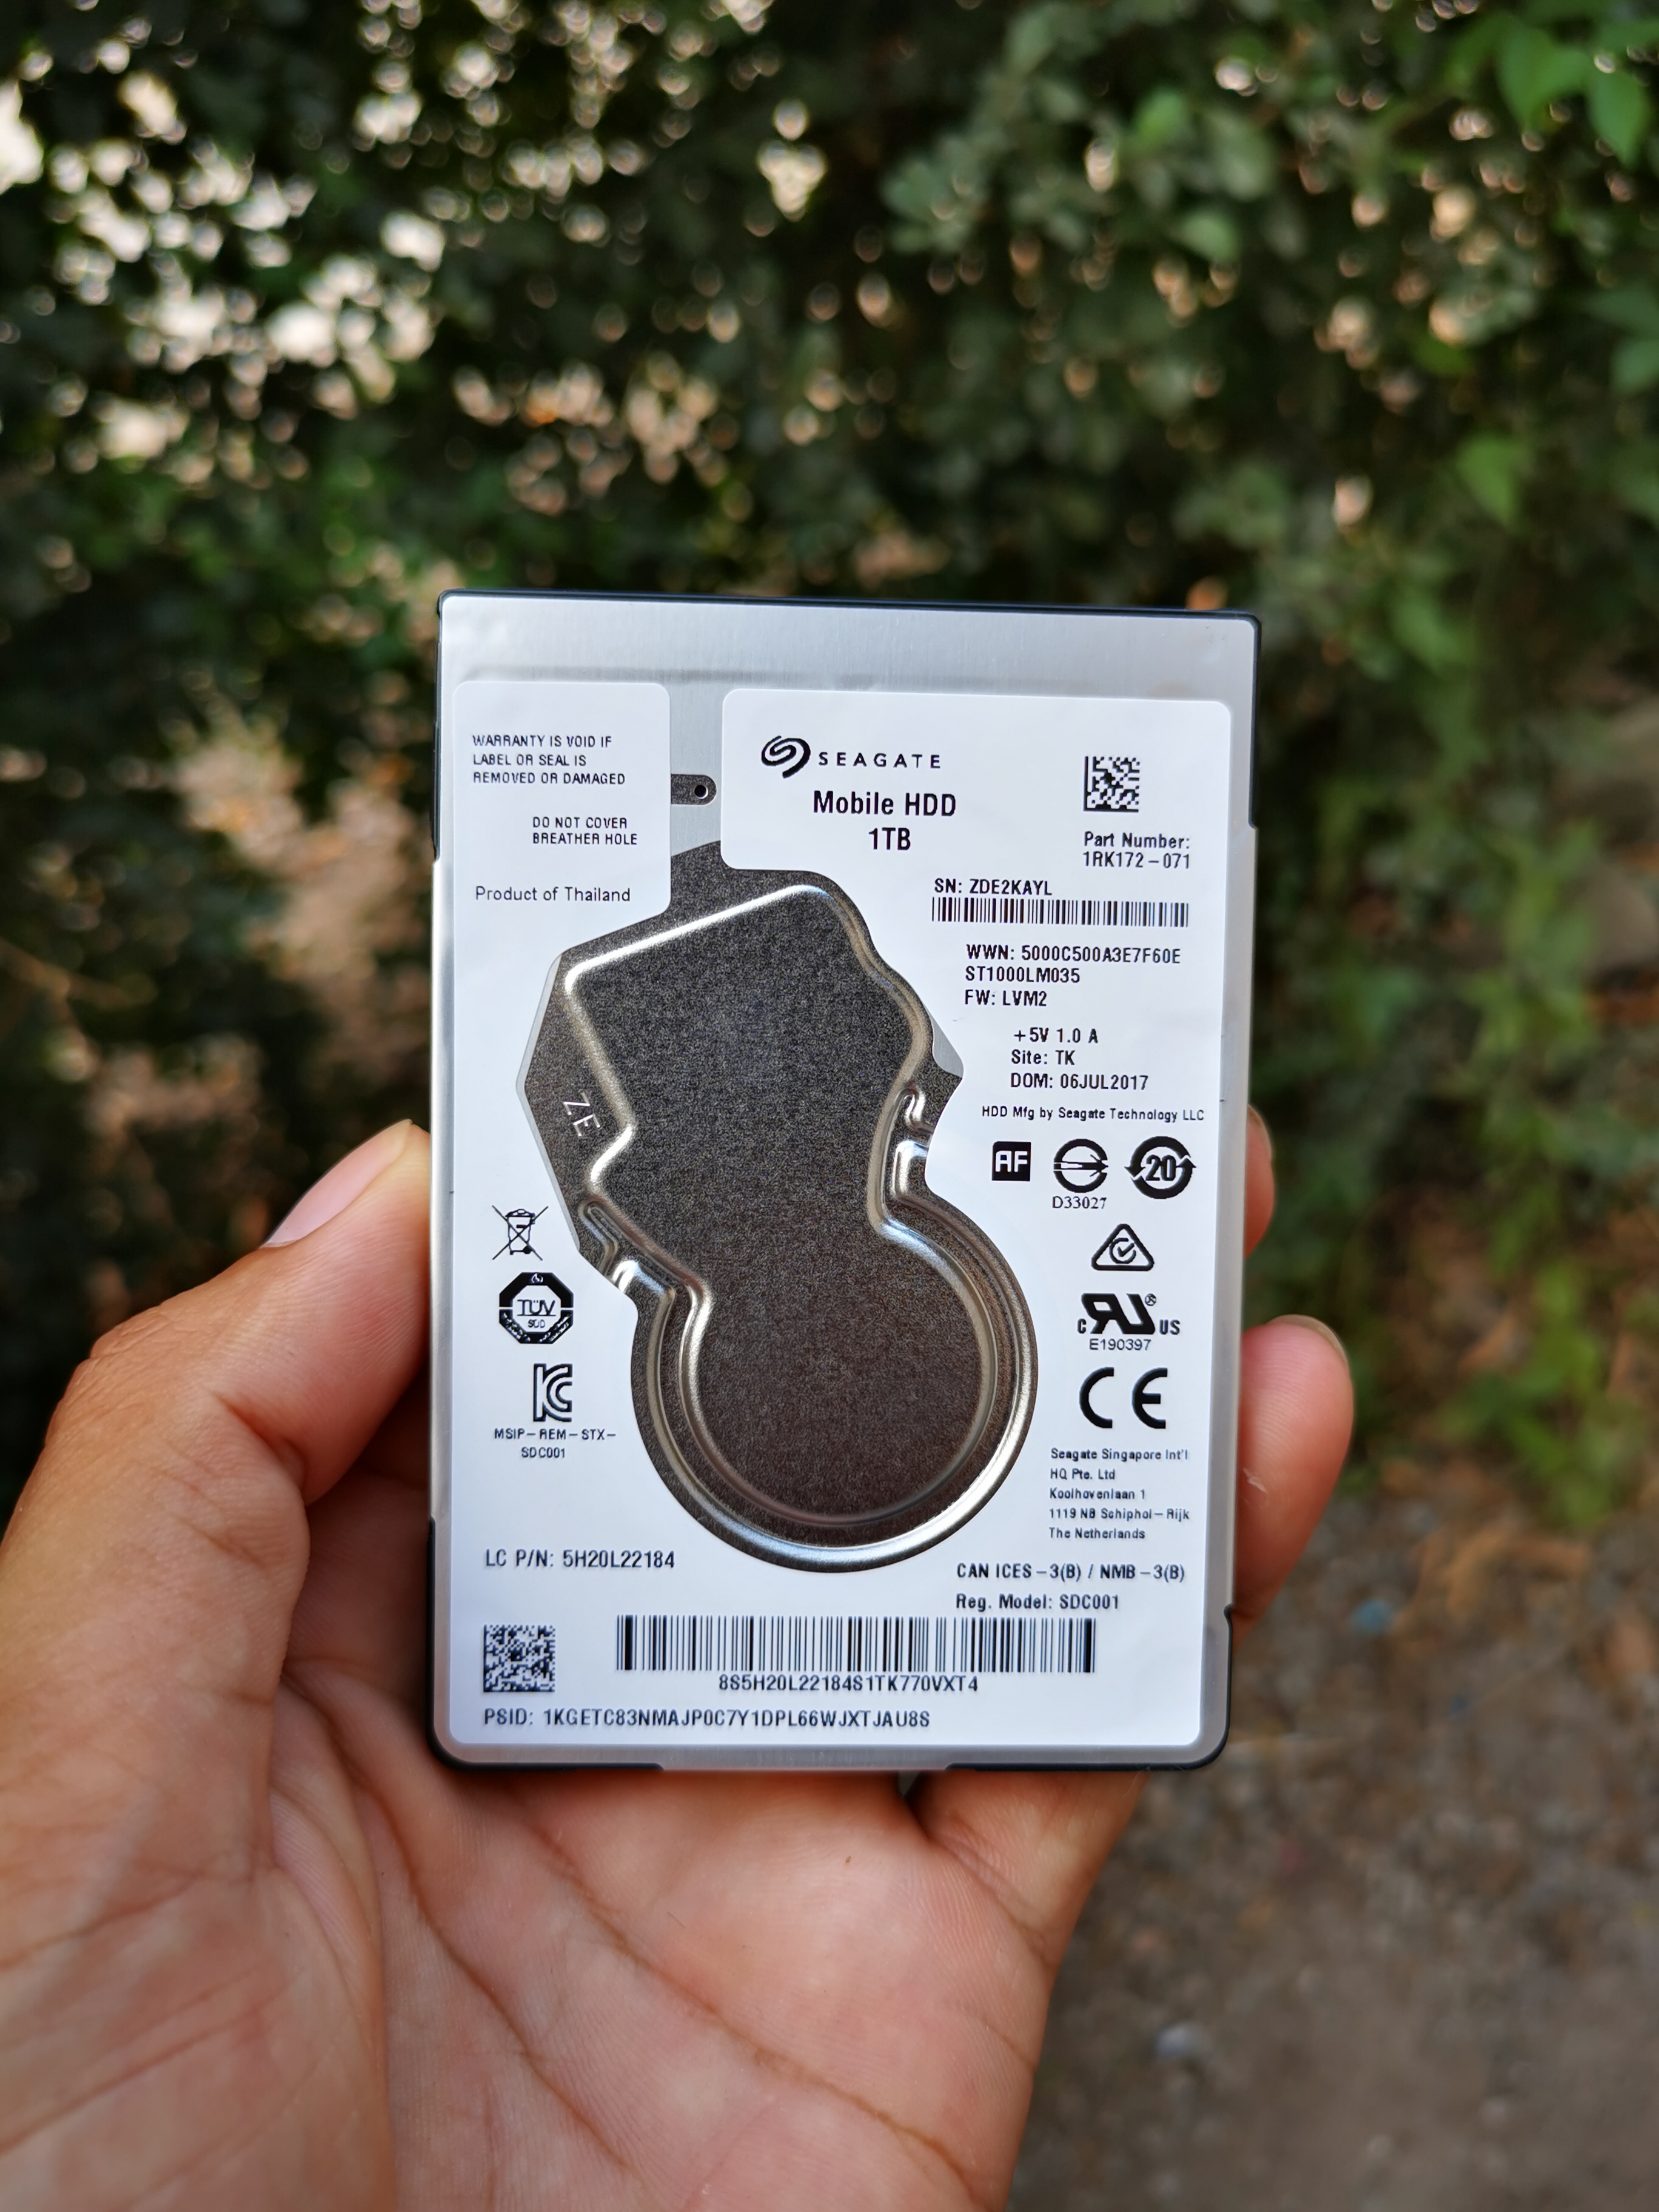 WARRANTY IS VOID IF
LABEL OR SEAL IS
REMOVED OR DAMAGED
DO NOT COVER
BREATHER HOLE
Product of Thailand
SEAGATE
Mobile HDD
1TB
Part Number:
1RK172-071
SN: ZDE2KAYL
WWN: 5000C500A3E7F60E
ST1000LM035
FW: LVM2
+5V 1.0 A
Site: TK
DOM: 06JUL2017
HDD Mfg by Seagate Technology LLC
AF
20
D33027
ZE
TÜV
SÜD
MSIP-REM-STX-
SDC001
c RU US
E190397
CE
Seagate Singapore Int'l
HQ Pte. Ltd
Koolhovenlaan 1
1119 NB Schiphol-Rijk
The Netherlands
LC P/N: 5H20L22184
CAN ICES-3(B) / NMB-3(B)
Reg. Model: SDC001
8S5H20L22184S1TK770VXT4
PSID: 1KGETC83NMAJP0C7Y1DPL66WJXTJAU8S